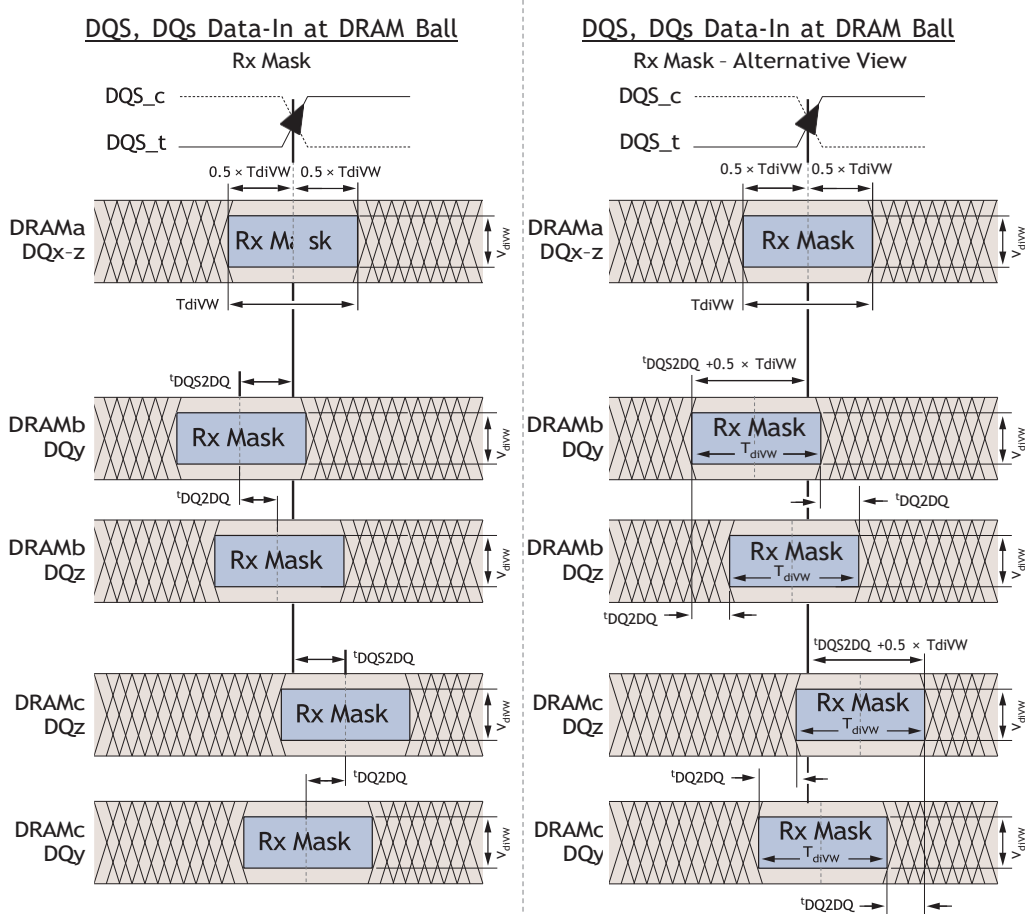 DQS, DQs Data-In at DRAM Ball
Rx Mask
DQS_c
DQS_t
0.5 × TdiVW 0.5 × TdiVW
DRAMa
DQx–z
Rx Mask
VdiVW
TdiVW
tDQS2DQ
DRAMb
DQy
Rx Mask
VdiVW
tDQ2DQ
DRAMb
DQz
Rx Mask
VdiVW
tDQS2DQ
DRAMc
DQz
Rx Mask
VdiVW
tDQ2DQ
DRAMc
DQy
Rx Mask
VdiVW
DQS, DQs Data-In at DRAM Ball
Rx Mask – Alternative View
DQS_c
DQS_t
0.5 × TdiVW 0.5 × TdiVW
DRAMa
DQx–z
Rx Mask
VdiVW
TdiVW
tDQS2DQ +0.5 × TdiVW
DRAMb
DQy
Rx Mask
TdiVW
VdiVW
tDQ2DQ
DRAMb
DQz
Rx Mask
TdiVW
VdiVW
tDQ2DQ
tDQS2DQ +0.5 × TdiVW
DRAMc
DQz
Rx Mask
TdiVW
VdiVW
tDQ2DQ
DRAMc
DQy
Rx Mask
TdiVW
VdiVW
tDQ2DQ